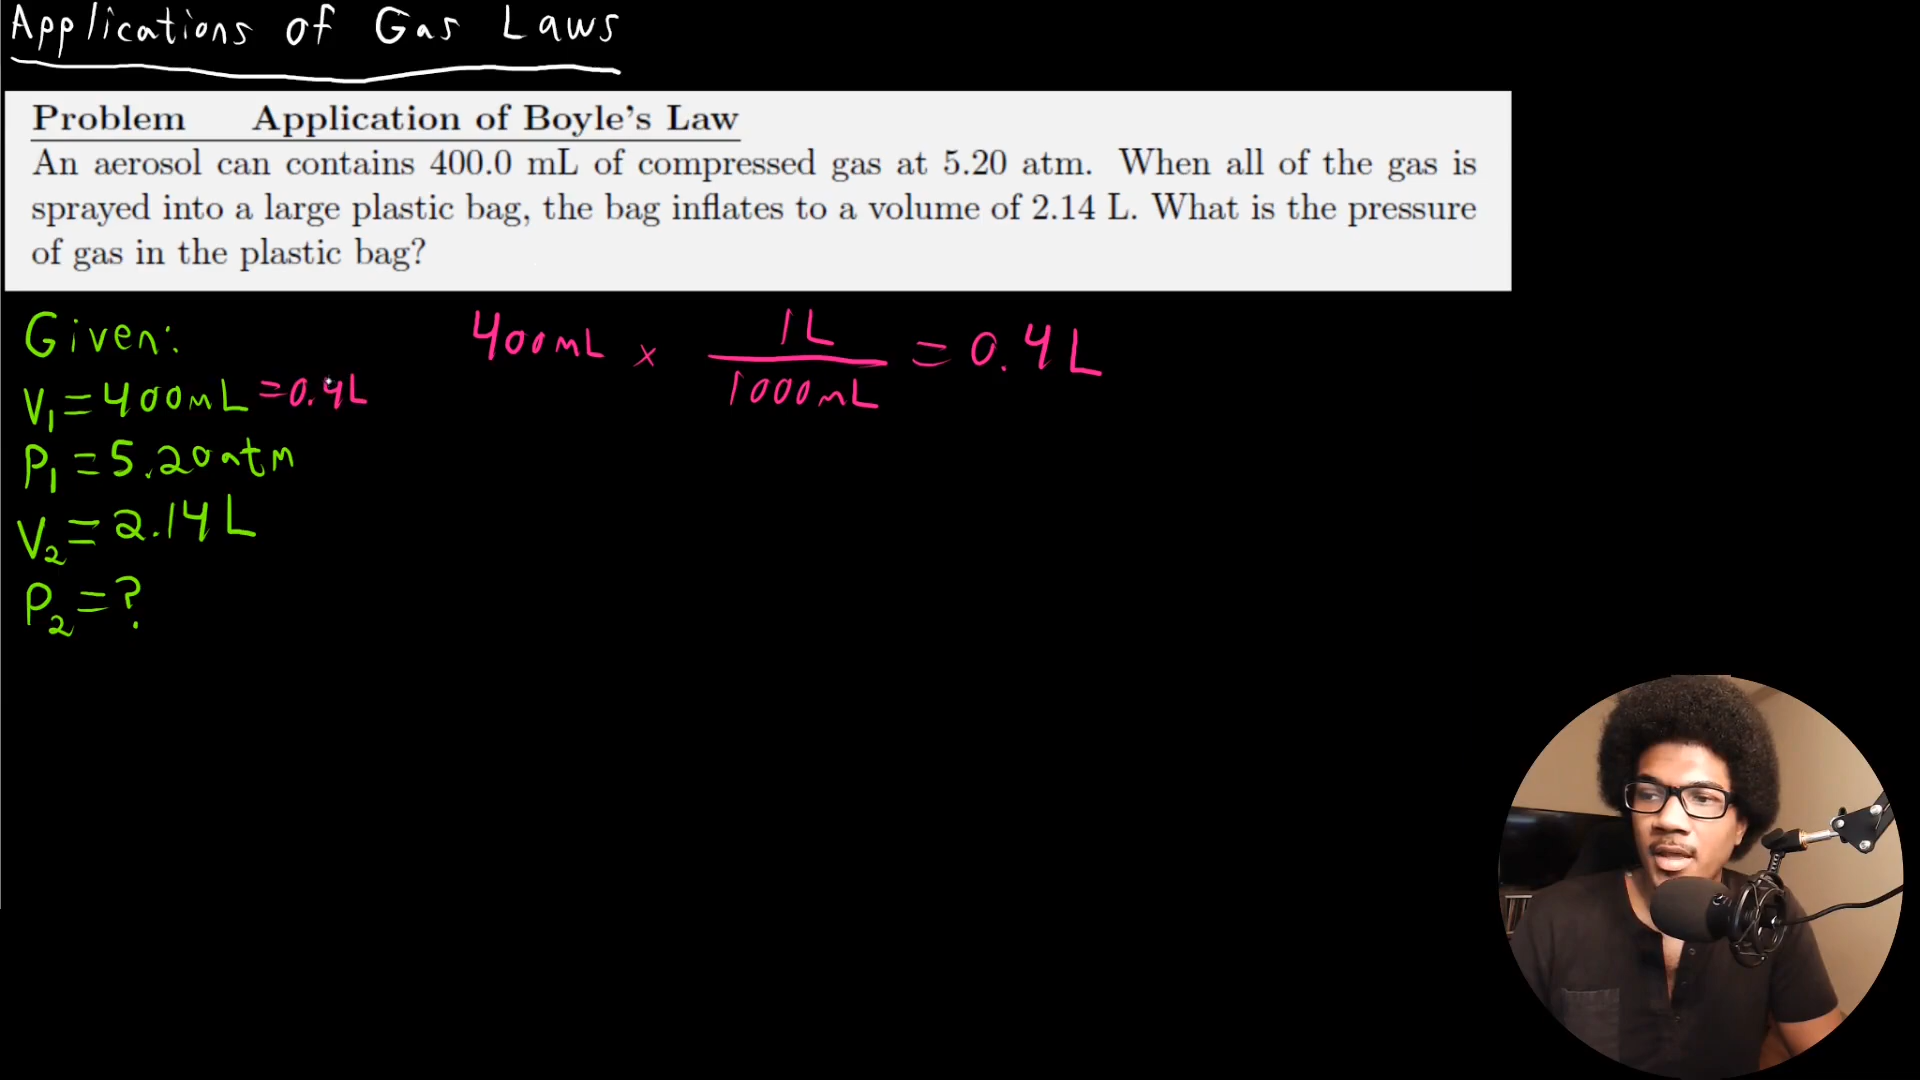 Applications of Gas Laws
Problem Application of Boyle's Law
An aerosol can contains 400.0 mL of compressed gas at 5.20 atm. When all of the gas is
sprayed into a large plastic bag, the bag inflates to a volume of 2.14 L. What is the pressure
of gas in the plastic bag?
Given:
V₁ = 400mL = 0.4L
P₁ = 5.20atm
V₂ = 2.14 L
P₂ = ?
400mL × 1L / 1000mL = 0.4L